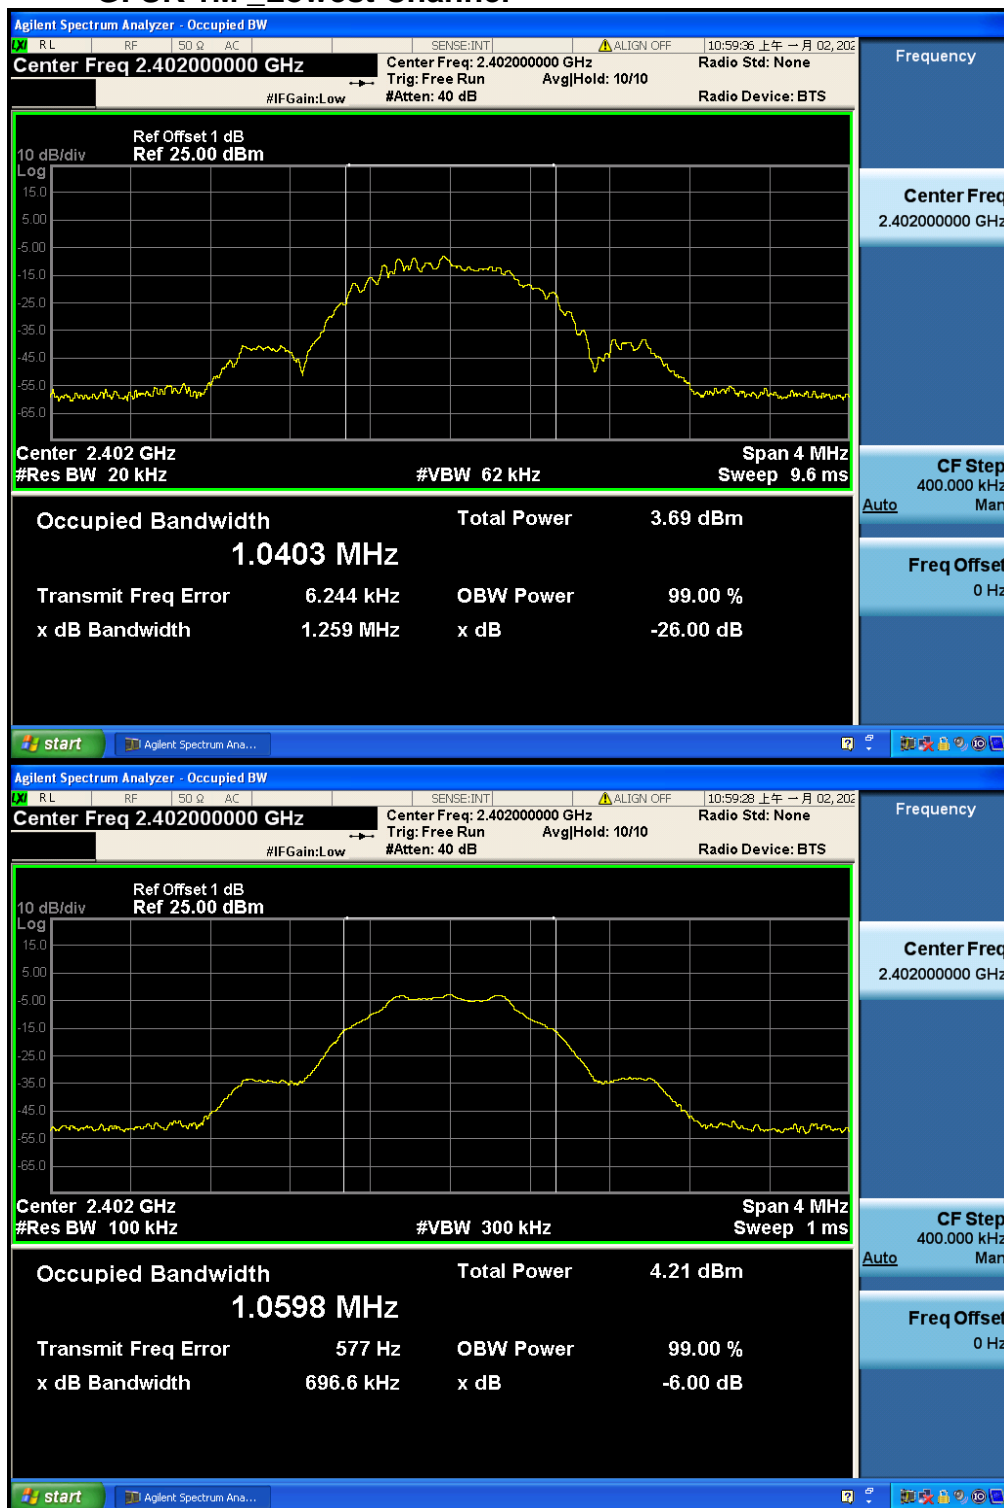 Agilent Spectrum Analyzer - Occupied BW
LXI RL RF 50 Ω AC SENSE:INT ALIGN OFF 10:59:36 上午 一月 02, 202
Center Freq 2.402000000 GHz
Center Freq: 2.402000000 GHz
Radio Std: None
Trig: Free Run Avg|Hold: 10/10
#IFGain:Low #Atten: 40 dB Radio Device: BTS
Ref Offset 1 dB
10 dB/div Ref 25.00 dBm
Log
15.0
5.00
-5.00
-15.0
-25.0
-35.0
-45.0
-55.0
-65.0
Center 2.402 GHz Span 4 MHz
#Res BW 20 kHz #VBW 62 kHz Sweep 9.6 ms
Occupied Bandwidth Total Power 3.69 dBm
1.0403 MHz
Transmit Freq Error 6.244 kHz OBW Power 99.00 %
x dB Bandwidth 1.259 MHz x dB -26.00 dB
Frequency
Center Freq
2.402000000 GHz
CF Step
400.000 kHz
Auto Man
Freq Offset
0 Hz
start Agilent Spectrum Ana...
Agilent Spectrum Analyzer - Occupied BW
LXI RL RF 50 Ω AC SENSE:INT ALIGN OFF 10:59:28 上午 一月 02, 202
Center Freq 2.402000000 GHz
Center Freq: 2.402000000 GHz
Radio Std: None
Trig: Free Run Avg|Hold: 10/10
#IFGain:Low #Atten: 40 dB Radio Device: BTS
Ref Offset 1 dB
10 dB/div Ref 25.00 dBm
Log
15.0
5.00
-5.00
-15.0
-25.0
-35.0
-45.0
-55.0
-65.0
Center 2.402 GHz Span 4 MHz
#Res BW 100 kHz #VBW 300 kHz Sweep 1 ms
Occupied Bandwidth Total Power 4.21 dBm
1.0598 MHz
Transmit Freq Error 577 Hz OBW Power 99.00 %
x dB Bandwidth 696.6 kHz x dB -6.00 dB
Frequency
Center Freq
2.402000000 GHz
CF Step
400.000 kHz
Auto Man
Freq Offset
0 Hz
start Agilent Spectrum Ana...